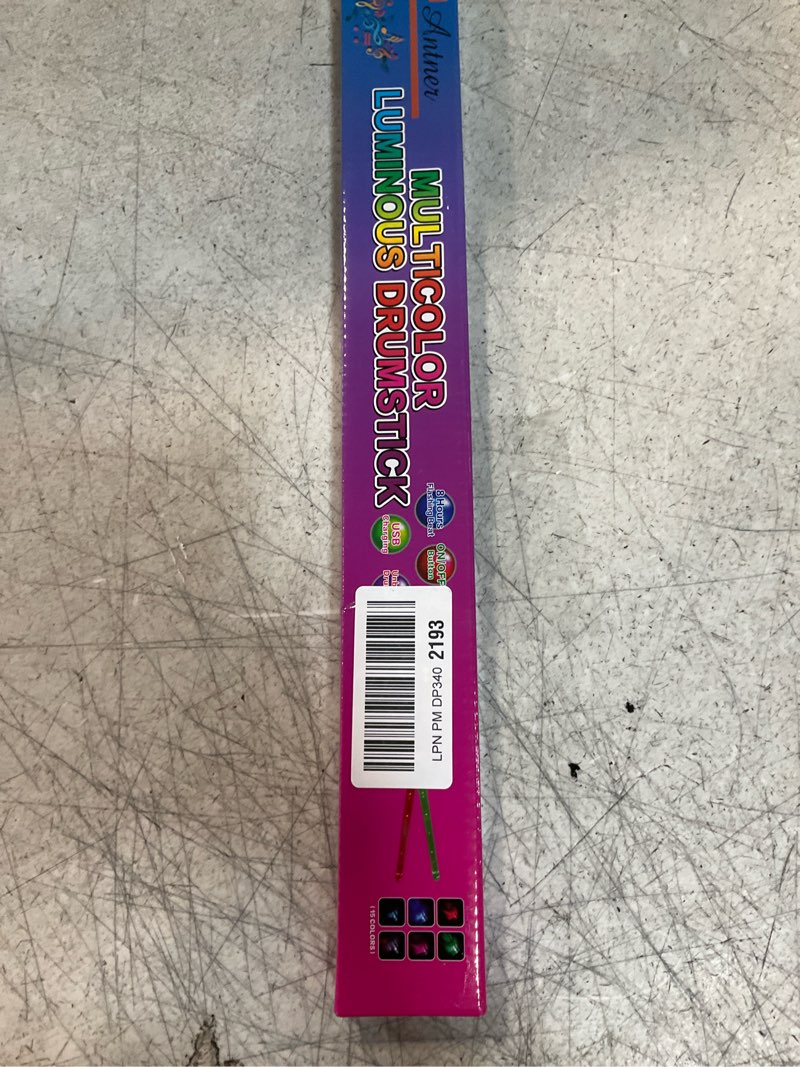 Antner
MULTICOLOR
LUMINOUS DRUMSTICK
8 Hours
Flashing Beat
ON/OFF
Button
USB
Charging
LPN PM DP340 2193
15 COLORS